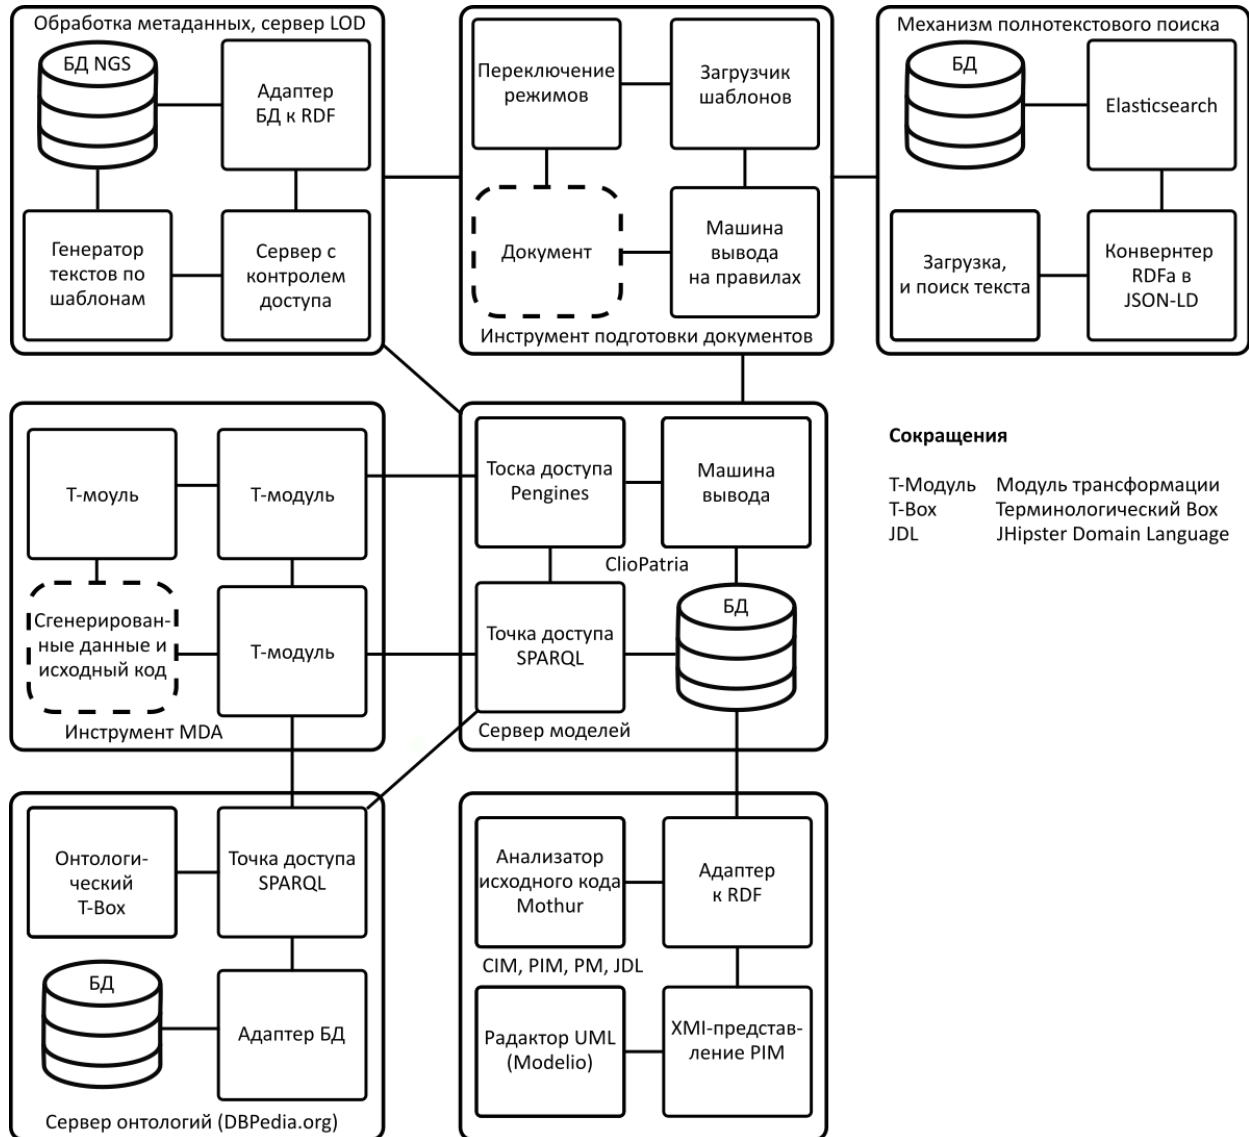 Обработка метаданных, сервер LOD
БД NGS
Адаптер
БД к RDF
Генератор
текстов по
шаблонам
Сервер с
контролем
доступа
Переключение
режимов
Загрузчик
шаблонов
Документ
Машина
вывода
на правилах
Инструмент подготовки документов
Механизм полнотекстового поиска
БД
Elasticsearch
Загрузка,
и поиск текста
Конвернтер
RDFa в
JSON-LD
Т-моуль
Т-модуль
Сгенерирован-
ные данные и
исходный код
Т-модуль
Инструмент MDA
Тоска доступа
Pengines
Машина
вывода
ClioPatria
Точка доступа
SPARQL
БД
Сервер моделей
Сокращения
Т-Модуль Модуль трансформации
T-Box Терминологический Box
JDL JHipster Domain Language
Онтологи-
ческий
T-Box
Точка доступа
SPARQL
БД
Адаптер БД
Сервер онтологий (DBPedia.org)
Анализатор
исходного кода
Mothur
Адаптер
к RDF
CIM, PIM, PM, JDL
Радактор UML
(Modelio)
XMI-представ-
ление PIM